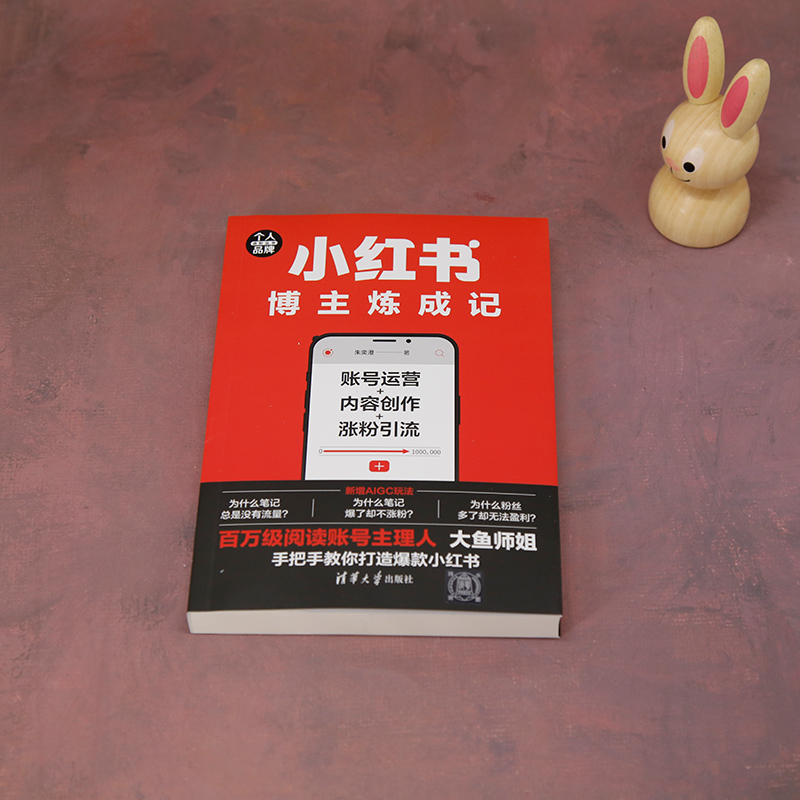 个人
品牌
小红书
博主炼成记
朱奕澄 著
账号运营
+
内容创作
+
涨粉引流
0 1000,000
新增AIGC玩法
为什么笔记
总是没有流量?
为什么笔记
爆了却不涨粉?
为什么粉丝
多了却无法盈利?
百万级阅读账号主理人 大鱼师姐
手把手教你打造爆款小红书
清华大学出版社